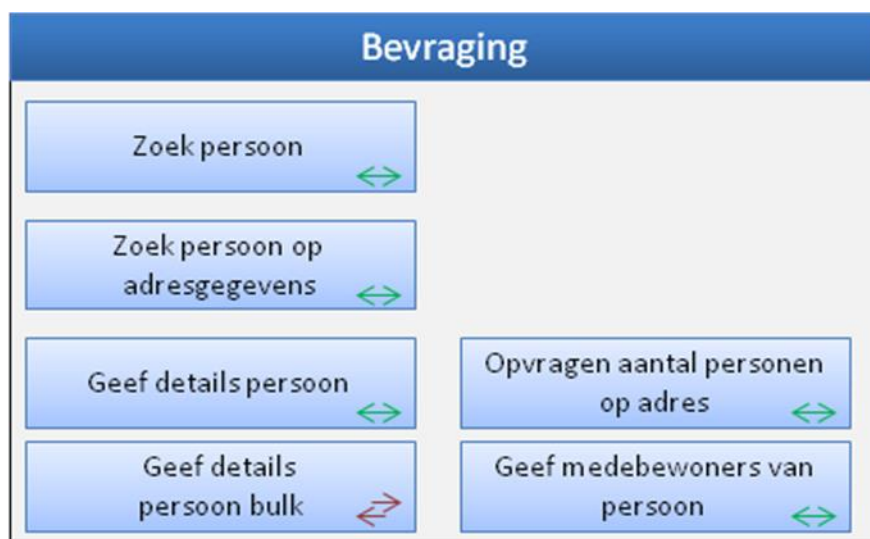 Bevraging
Zoek persoon
Zoek persoon op
adresgegevens
Geef details persoon
Opvragen aantal personen
op adres
Geef details
persoon bulk
Geef medebewoners van
persoon